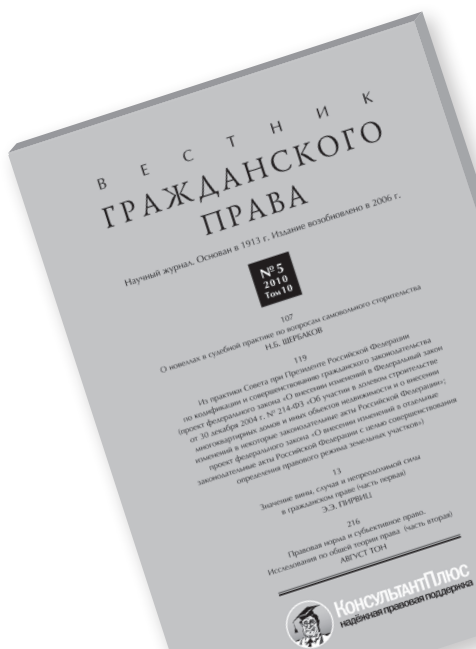 ВЕСТНИК
ГРАЖДАНСКОГО
ПРАВА
Научный журнал. Основан в 1913 г. Издание возобновлено в 2006 г.
№ 5
2010
Том 10
107
О новеллах в судебной практике по вопросам самовольного строительства
Н.Б. ЩЕРБАКОВ
119
Из практики Совета при Президенте Российской Федерации
по кодификации и совершенствованию гражданского законодательства
(проект федерального закона «О внесении изменений в Федеральный закон
от 30 декабря 2004 г. № 214-ФЗ «Об участии в долевом строительстве
многоквартирных домов и иных объектов недвижимости и о внесении
изменений в некоторые законодательные акты Российской Федерации»;
проект федерального закона «О внесении изменений в отдельные
законодательные акты Российской Федерации с целью совершенствования
определения правового режима земельных участков»)
13
Значение вины, случая и непреодолимой силы
в гражданском праве (часть первая)
Э.Э. ПИРВИЦ
216
Правовая норма и субъективное право.
Исследования по общей теории права (часть вторая)
АВГУСТ ТОН
КонсультантПлюс
надёжная правовая поддержка